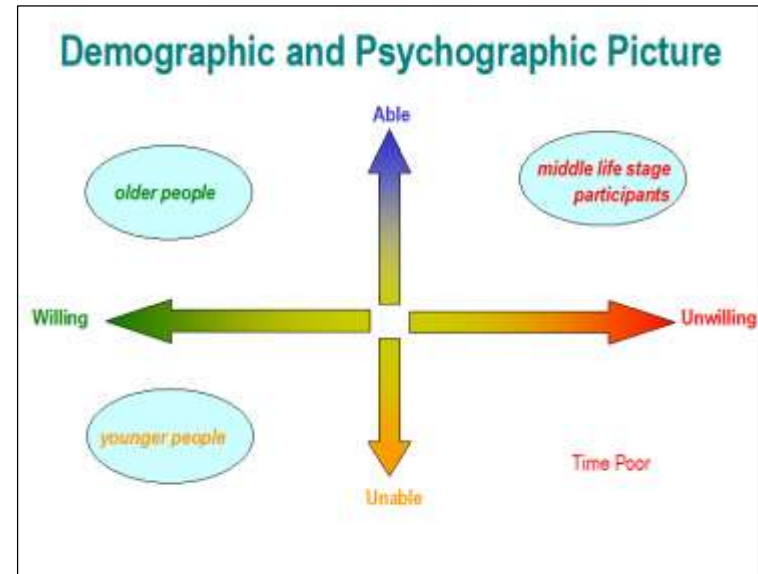 Demographic and Psychographic Picture
Able
older people
middle life stage
participants
Willing
Unwilling
younger people
Time Poor
Unable